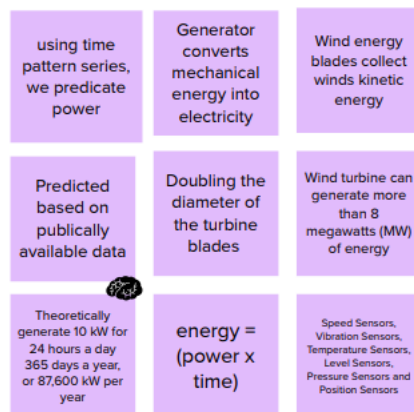 using time
pattern series,
we predicate
power
Generator
converts
mechanical
energy into
electricity
Wind energy
blades collect
winds kinetic
energy
Predicted
based on
publically
available data
Doubling the
diameter of
the turbine
blades
Wind turbine can
generate more
than 8
megawatts (MW)
of energy
Theoretically
generate 10 kW for
24 hours a day
365 days a year,
or 87,600 kW per
year
energy =
(power x
time)
Speed Sensors,
Vibration Sensors,
Temperature Sensors,
Level Sensors,
Pressure Sensors and
Position Sensors